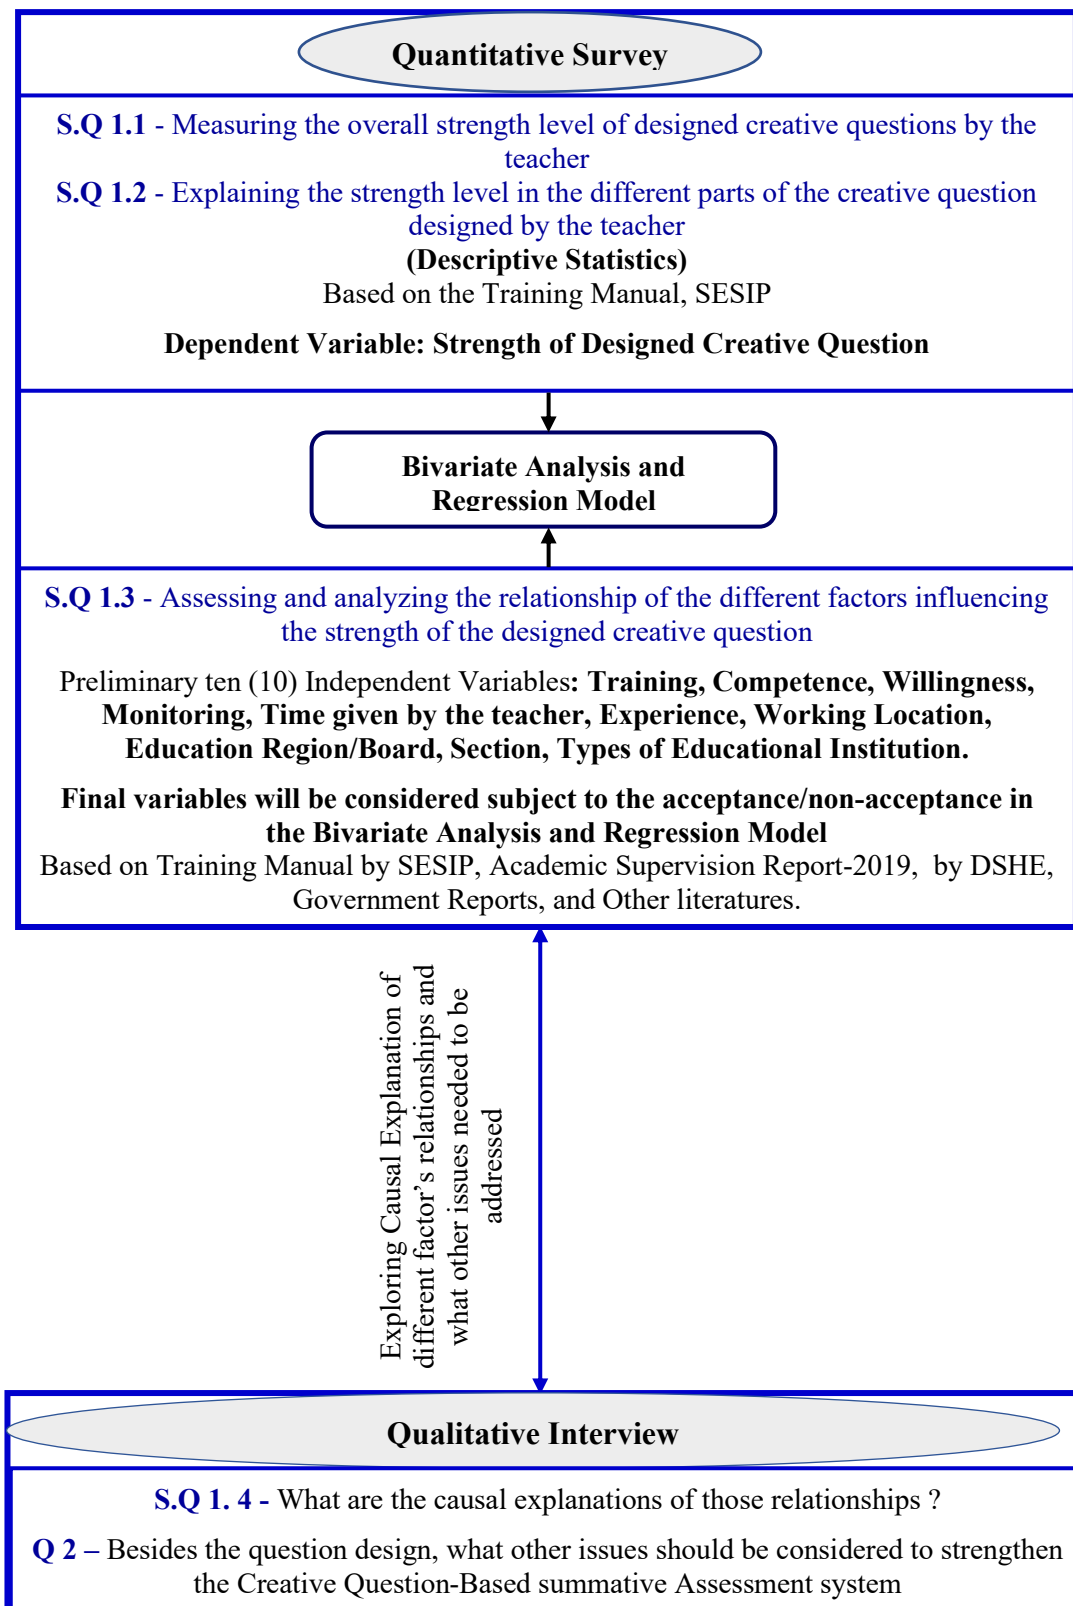 Quantitative Survey
S.Q 1.1 - Measuring the overall strength level of designed creative questions by the
teacher
S.Q 1.2 - Explaining the strength level in the different parts of the creative question
designed by the teacher
(Descriptive Statistics)
Based on the Training Manual, SESIP
Dependent Variable: Strength of Designed Creative Question
Bivariate Analysis and
Regression Model
S.Q 1.3 - Assessing and analyzing the relationship of the different factors influencing
the strength of the designed creative question
Preliminary ten (10) Independent Variables: Training, Competence, Willingness,
Monitoring, Time given by the teacher, Experience, Working Location,
Education Region/Board, Section, Types of Educational Institution.
Final variables will be considered subject to the acceptance/non-acceptance in
the Bivariate Analysis and Regression Model
Based on Training Manual by SESIP, Academic Supervision Report-2019,  by DSHE,
Government Reports, and Other literatures.
Exploring Causal Explanation of
different factor’s relationships and
what other issues needed to be
addressed
Qualitative Interview
S.Q 1. 4 - What are the causal explanations of those relationships ?
Q 2 – Besides the question design, what other issues should be considered to strengthen
the Creative Question-Based summative Assessment system